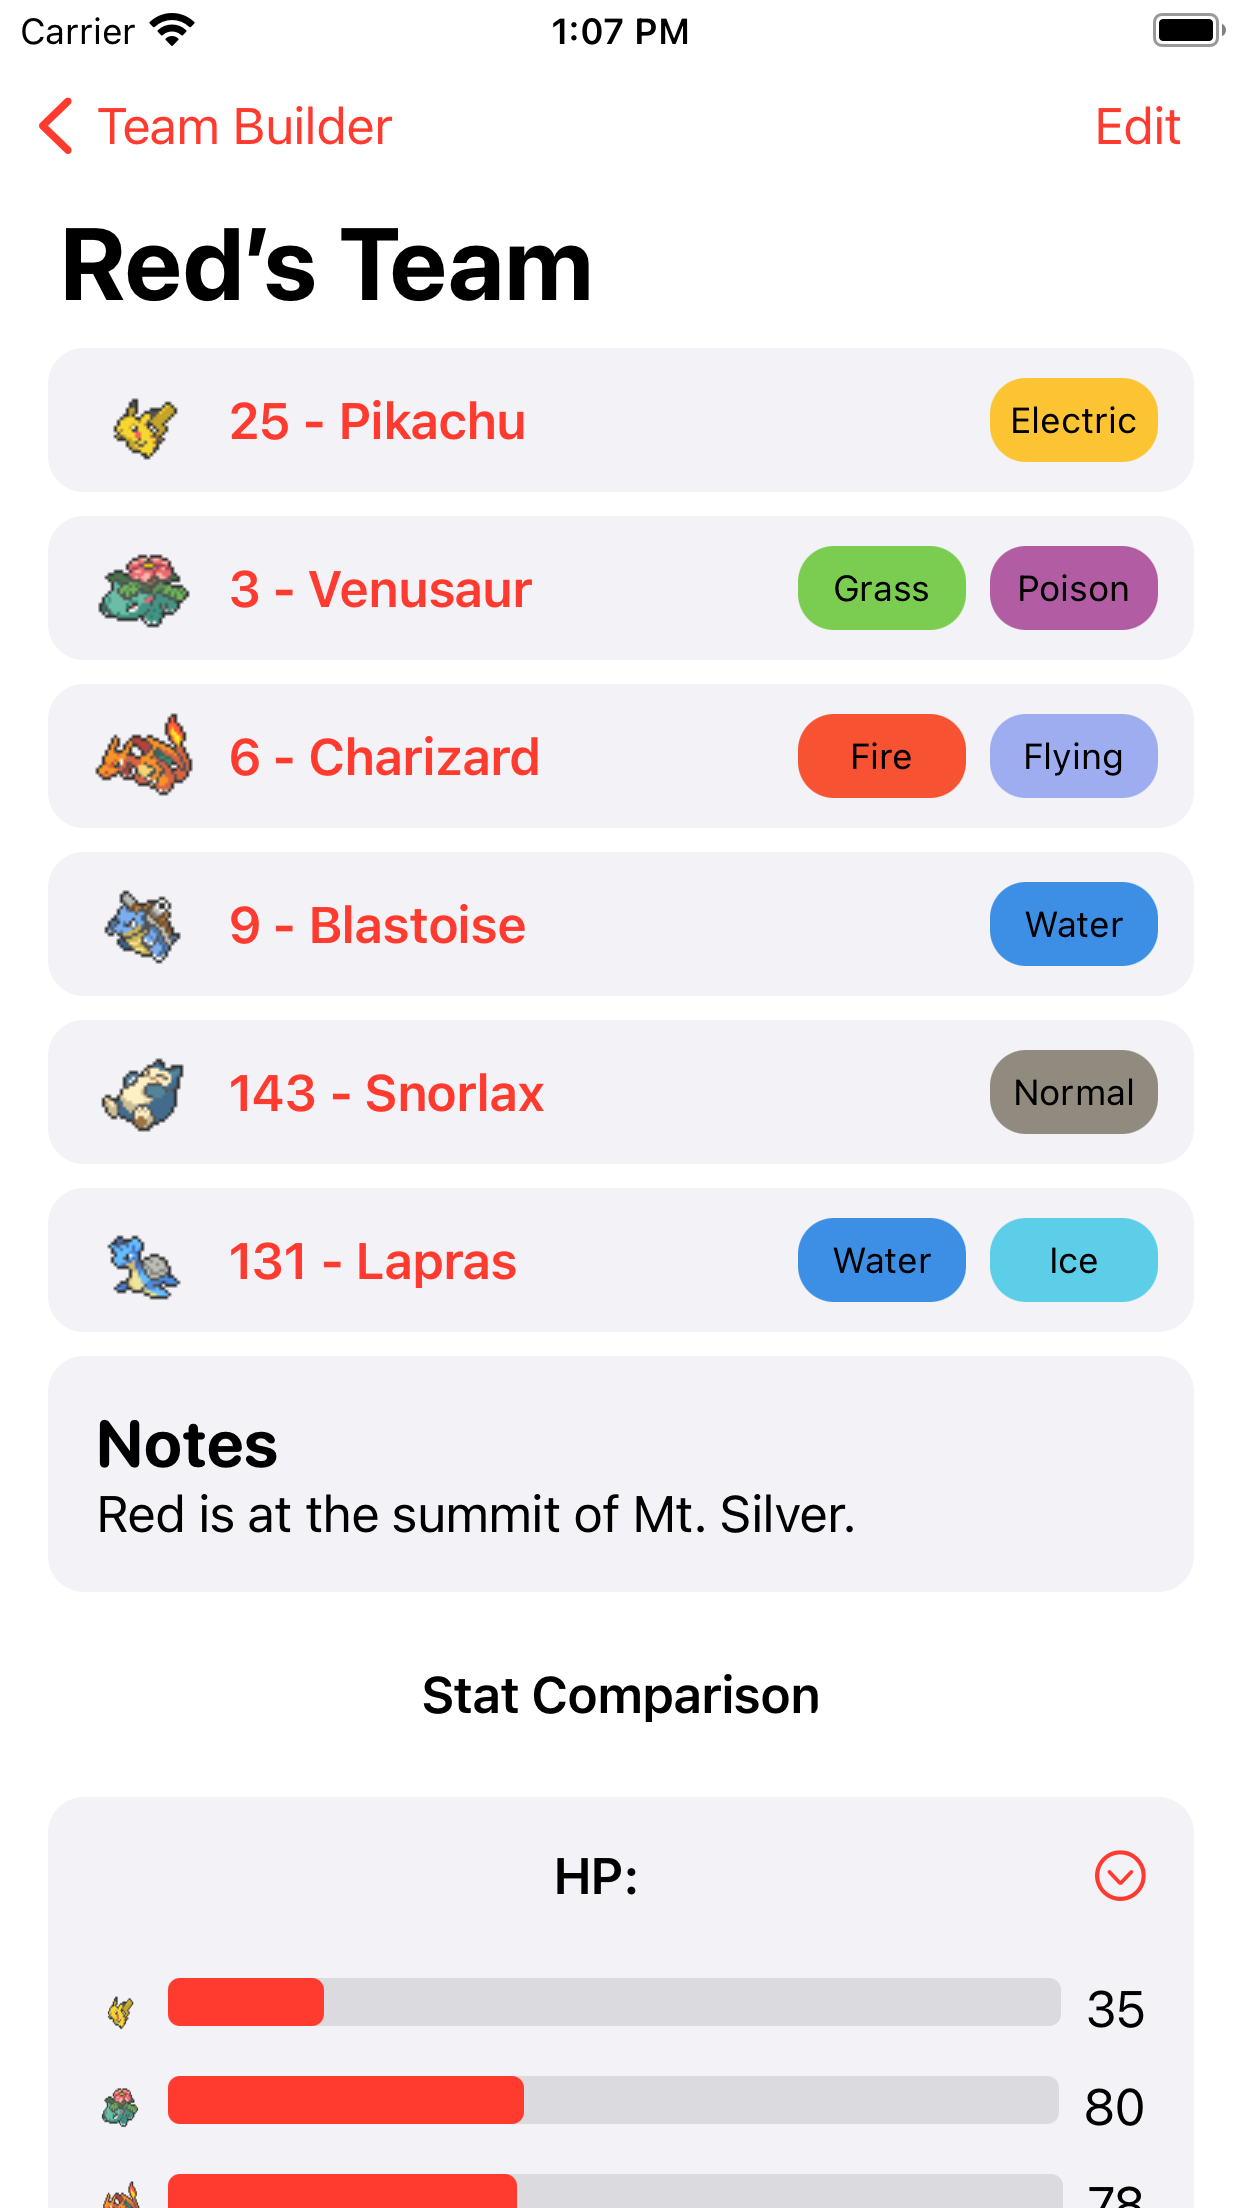 Carrier 1:07 PM
Team Builder Edit
Red’s Team
25 - Pikachu Electric
3 - Venusaur Grass Poison
6 - Charizard Fire Flying
9 - Blastoise Water
143 - Snorlax Normal
131 - Lapras Water Ice
Notes
Red is at the summit of Mt. Silver.
Stat Comparison
HP:
35
80
78